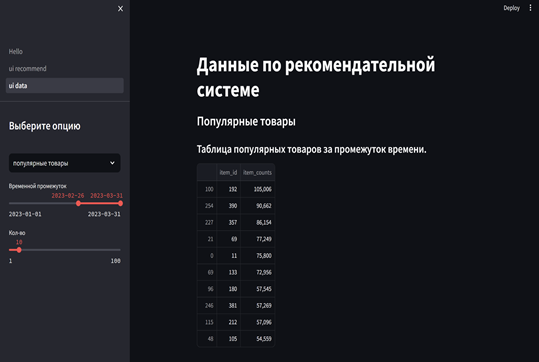 Deploy
Hello
ui recommend
ui data
Выберите опцию
популярные товары
Временной промежуток
2023-02-26 2023-03-31
2023-01-01 2023-03-31
Кол-во
10
1 100
Данные по рекомендательной
системе
Популярные товары
Таблица популярных товаров за промежуток времени.
item_id item_counts
100 192 105,006
254 390 90,662
227 357 86,154
21 69 77,249
0 11 75,800
69 133 72,956
96 180 57,545
246 381 57,269
115 212 57,096
48 105 54,559